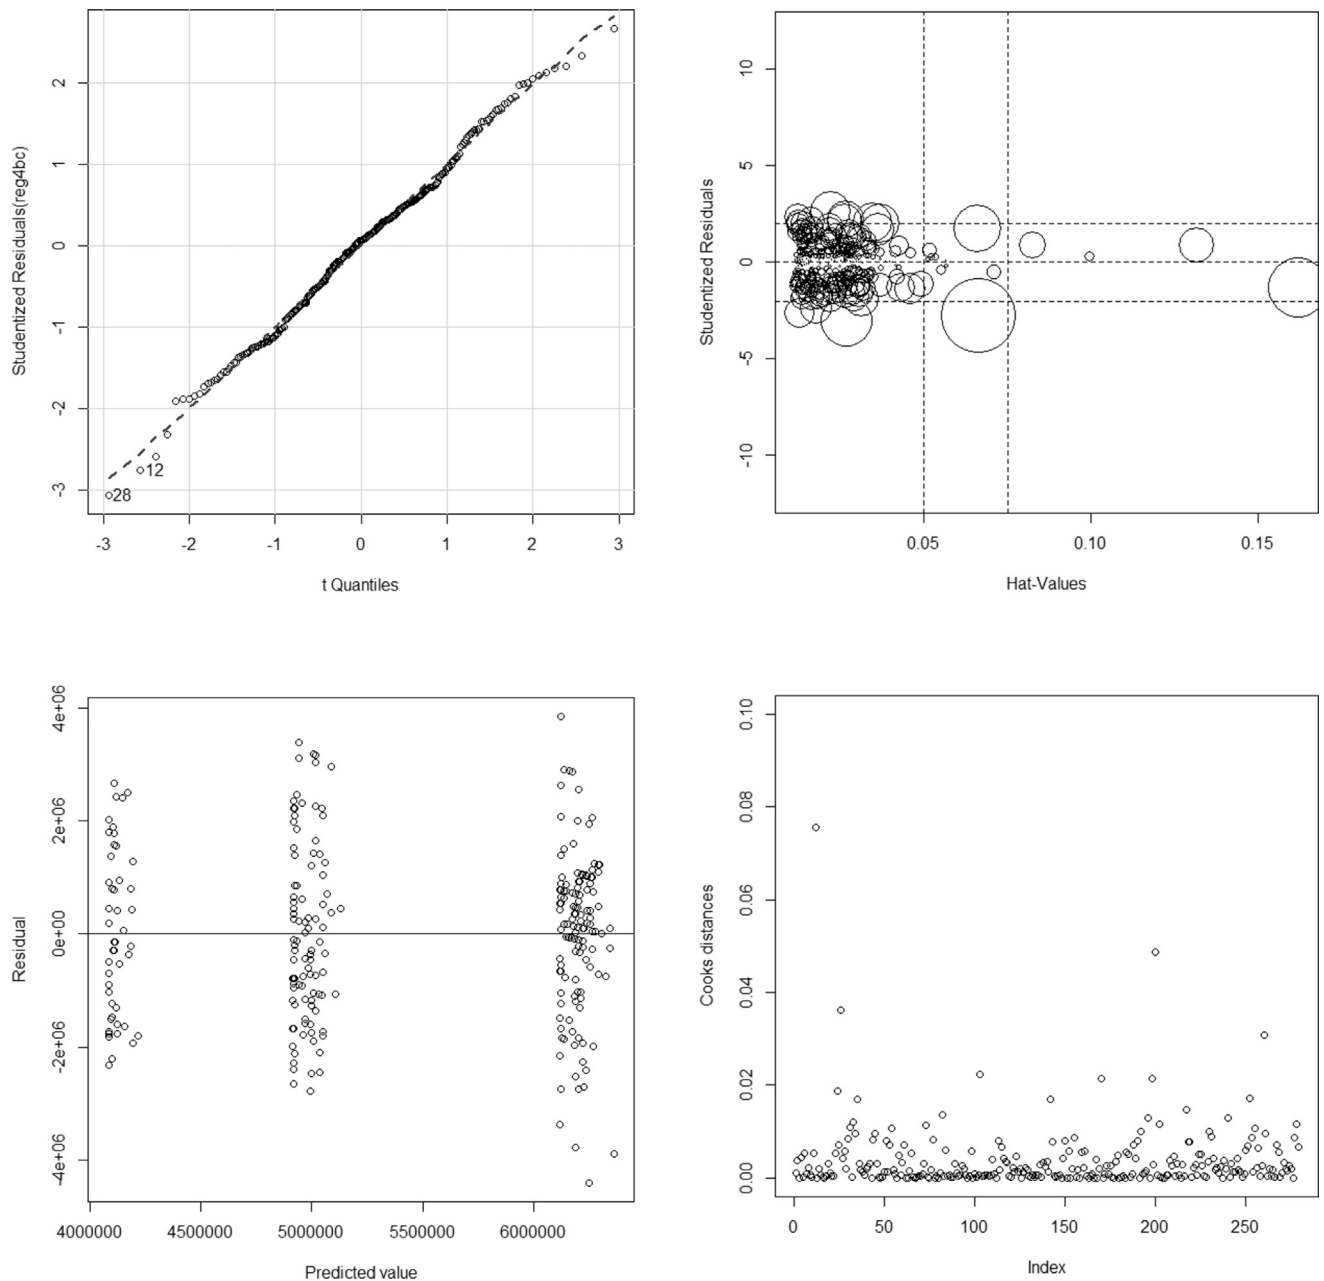 Studentized Residuals(reg4bc)
2
1
0
-1
-2
-3
12
28
-3 -2 -1 0 1 2 3
t Quantiles
Studentized Residuals
10
5
0
-5
-10
0.05 0.10 0.15
Hat-Values
Residual
4e+06
2e+06
0e+00
-2e+06
-4e+06
4000000 4500000 5000000 5500000 6000000
Predicted value
Cooks distances
0.10
0.08
0.06
0.04
0.02
0.00
0 50 100 150 200 250
Index